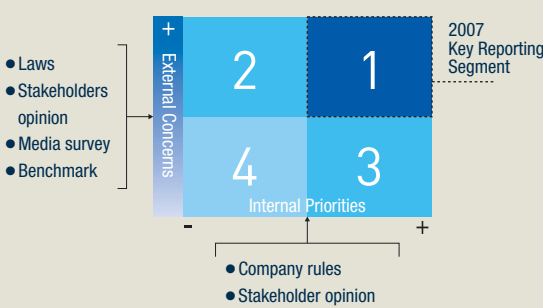 +
External Concerns
2
1
4
3
Internal Priorities
-
+
2007
Key Reporting
Segment
● Laws
● Stakeholders
opinion
● Media survey
● Benchmark
● Company rules
● Stakeholder opinion